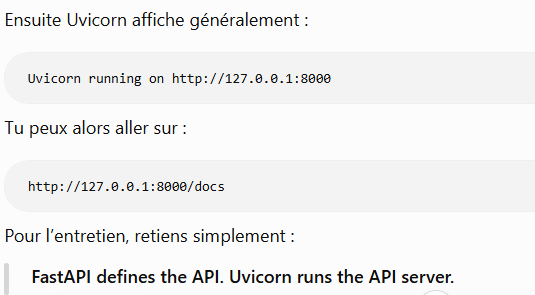 Ensuite Uvicorn affiche généralement :
Uvicorn running on http://127.0.0.1:8000
Tu peux alors aller sur :
http://127.0.0.1:8000/docs
Pour l’entretien, retiens simplement :
FastAPI defines the API. Uvicorn runs the API server.